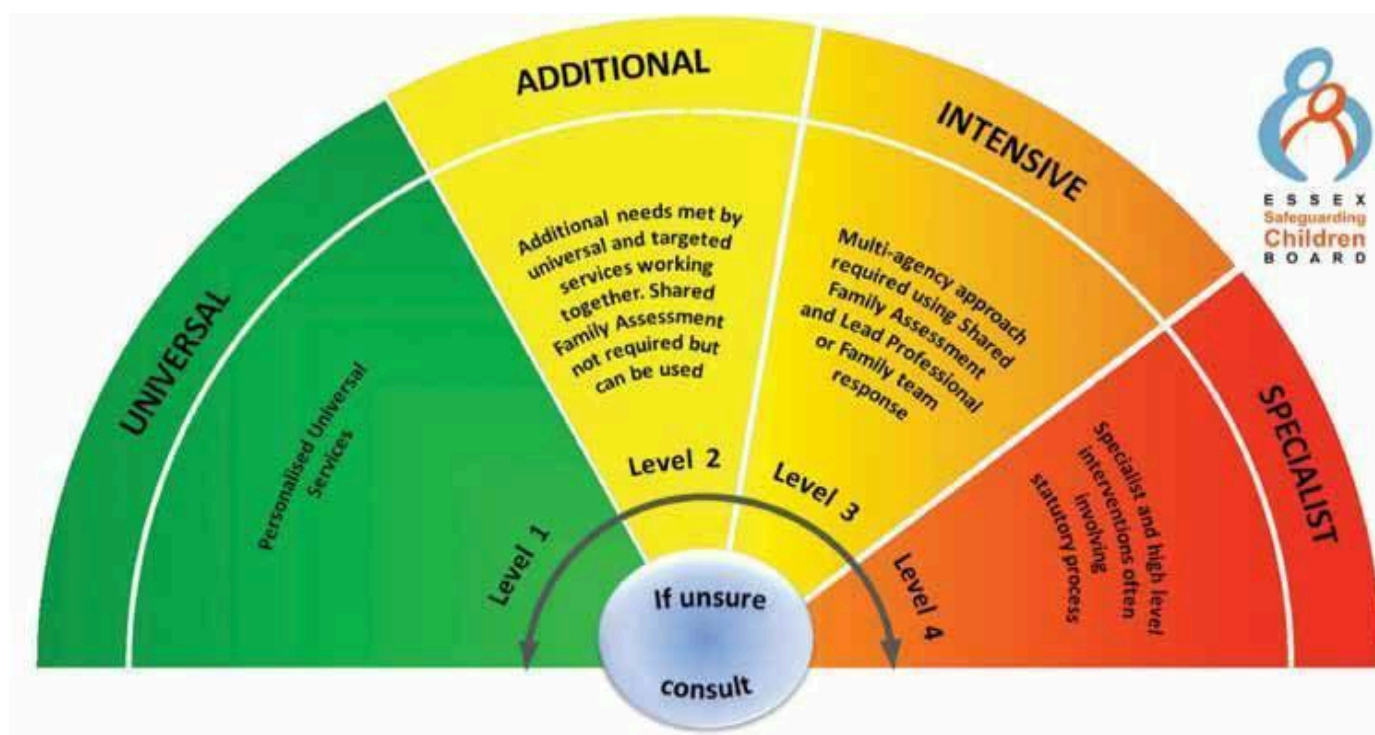 UNIVERSAL
Personalised Universal
Services
Level 1
ADDITIONAL
Additional needs met by
universal and targeted
services working
together. Shared
Family Assessment
not required but
can be used
Level 2
INTENSIVE
Multi-agency approach
required using Shared
Family Assessment
and Lead Professional
or Family team
response
Level 3
SPECIALIST
Specialist and high level
interventions often
involving
statutory process
Level 4
If unsure
consult
ESSEX
Safeguarding
Children
BOARD